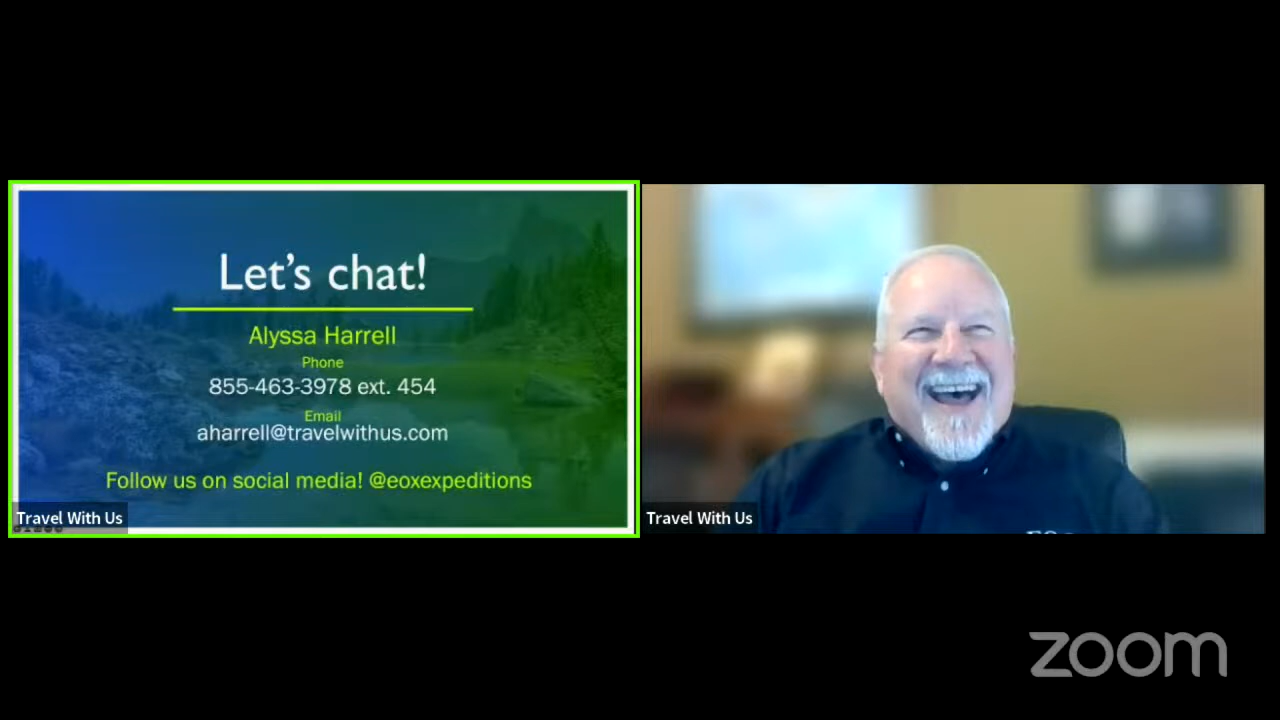 Let's chat!
Alyssa Harrell
Phone
855-463-3978 ext. 454
Email
aharrell@travelwithus.com
Follow us on social media! @eoxexpeditions
Travel With Us
Travel With Us
zoom